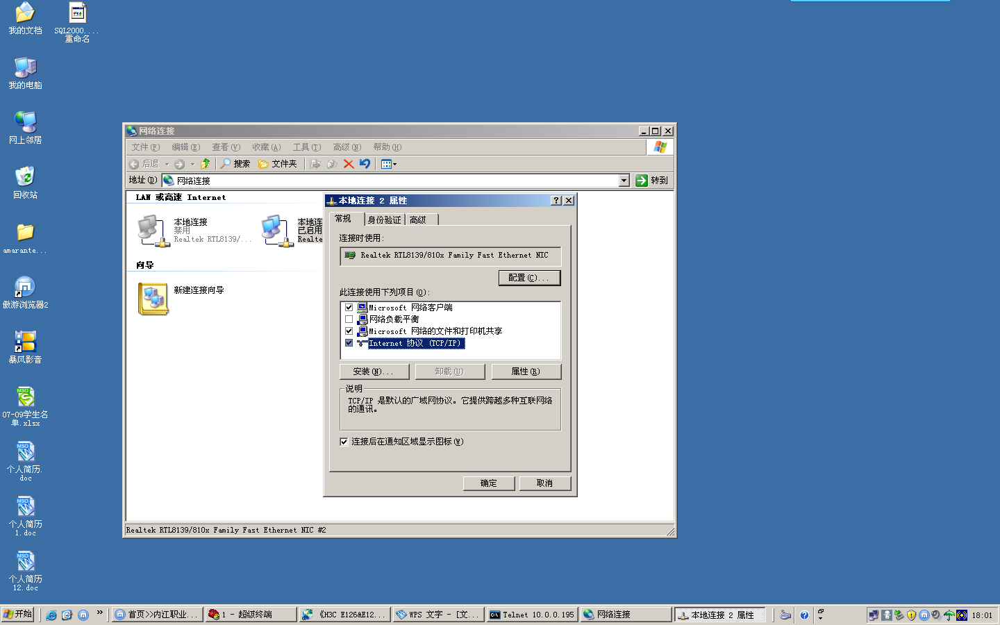 我的文档
SQL2000....
重命名
我的电脑
网上邻居
回收站
amarante...
傲游浏览器2
暴风影音
07-09学生名
单.xlsx
个人简历.
doc
个人简历
1.doc
个人简历
12.doc
网络连接
文件(F) 编辑(E) 查看(V) 收藏(A) 工具(T) 高级(N) 帮助(H)
后退 搜索 文件夹
地址(D) 网络连接 转到
LAN 或高速 Internet
本地连接
禁用
Realtek RTL8139/...
本地连
已启用
Realte
向导
新建连接向导
Realtek RTL8139/810x Family Fast Ethernet NIC #2
本地连接 2 属性
常规 身份验证 高级
连接时使用:
Realtek RTL8139/810x Family Fast Ethernet NIC
配置(C)...
此连接使用下列项目(O):
Microsoft 网络客户端
网络负载平衡
Microsoft 网络的文件和打印机共享
Internet 协议 (TCP/IP)
安装(N)... 卸载(U) 属性(R)
说明
TCP/IP 是默认的广域网协议。它提供跨越多种互联网络
的通讯。
连接后在通知区域显示图标(W)
确定 取消
开始 » 首页>>内江职业... 1 - 超级终端 《H3C E126&E12... WPS 文字 - [文... Telnet 10.0.0.195 网络连接 本地连接 2 属性 18:01